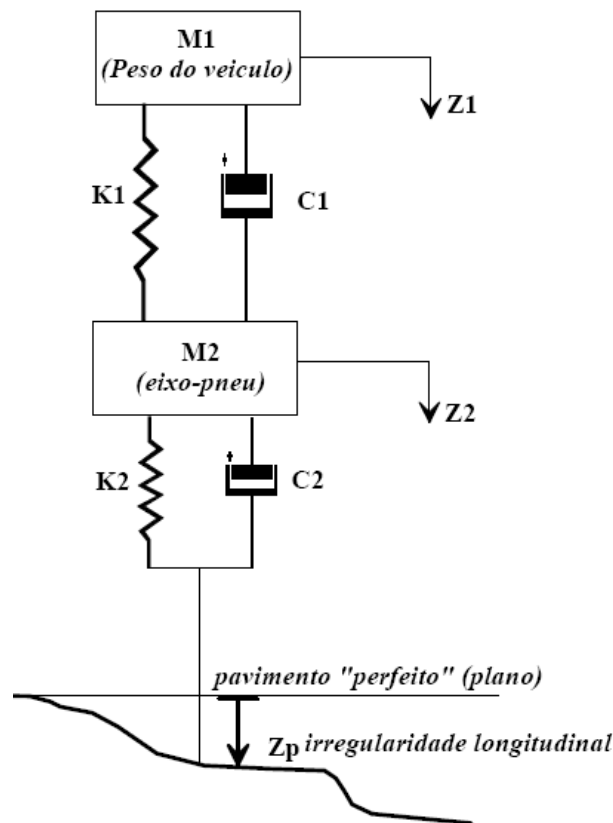 M1
(Peso do veiculo)
Z1
K1
C1
M2
(eixo-pneu)
Z2
K2
C2
pavimento "perfeito" (plano)
Zp irregularidade longitudinal